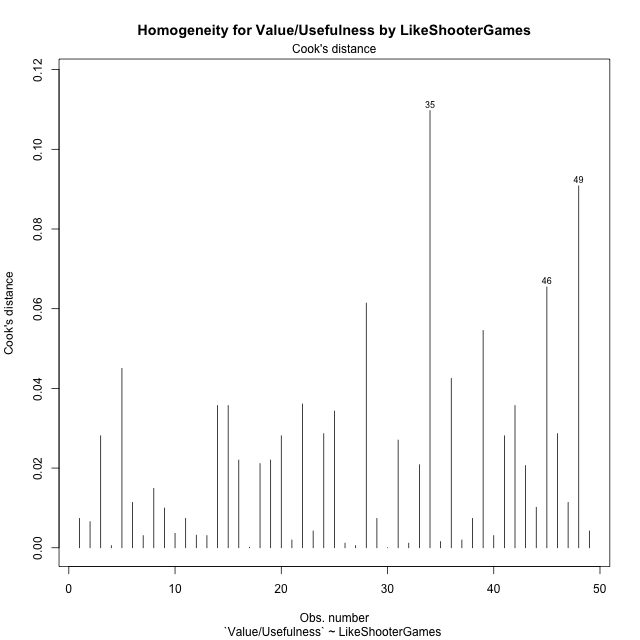 Homogeneity for Value/Usefulness by LikeShooterGames
Cook's distance
0.12
0.10
0.08
0.06
0.04
0.02
0.00
Cook's distance
35
49
46
0 10 20 30 40 50
Obs. number
`Value/Usefulness` ~ LikeShooterGames